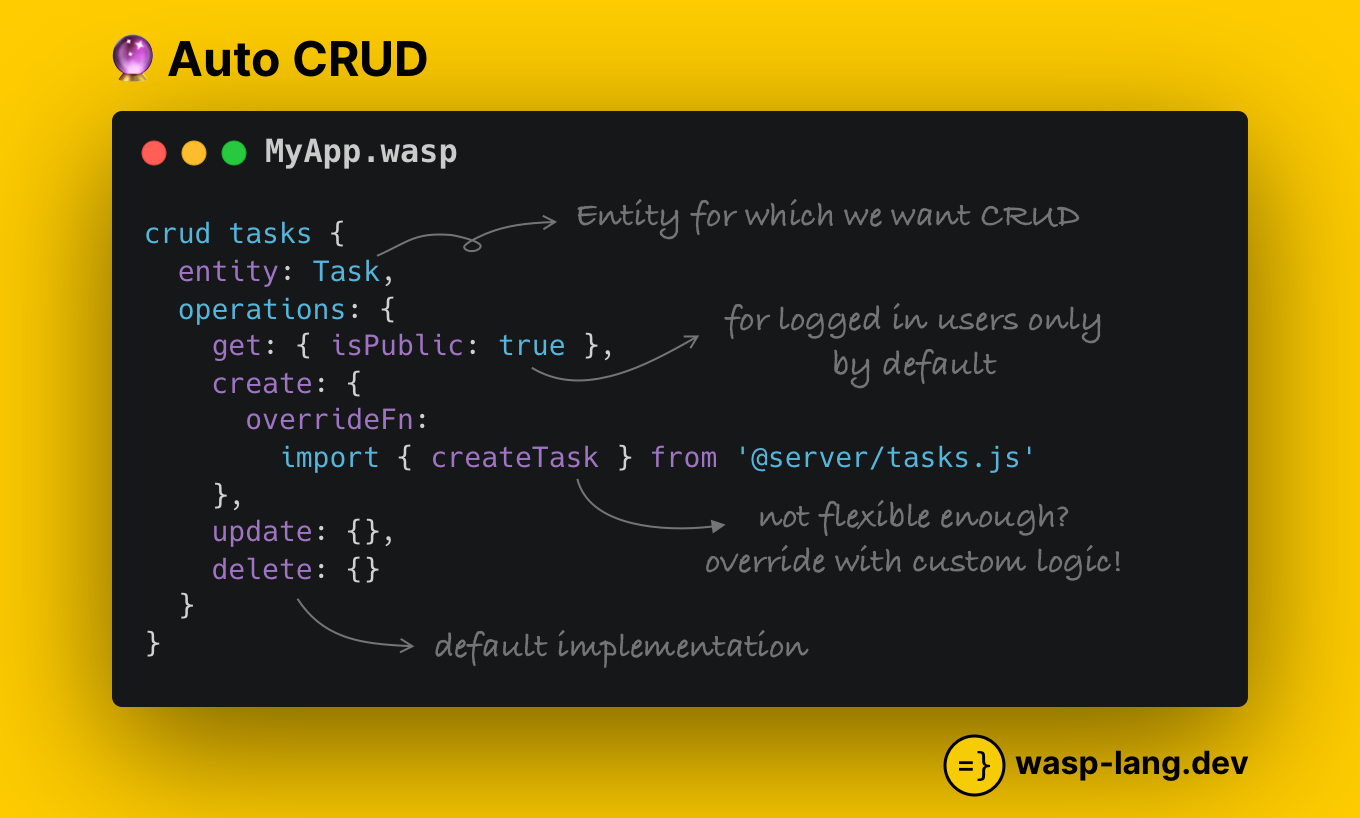 🔮 Auto CRUD
MyApp.wasp
crud tasks {
  entity: Task,
Entity for which we want CRUD
  operations: {
    get: { isPublic: true },
for logged in users only
by default
    create: {
      overrideFn:
        import { createTask } from '@server/tasks.js'
    },
not flexible enough?
override with custom logic!
    update: {},
    delete: {}
default implementation
  }
}
=} wasp-lang.dev